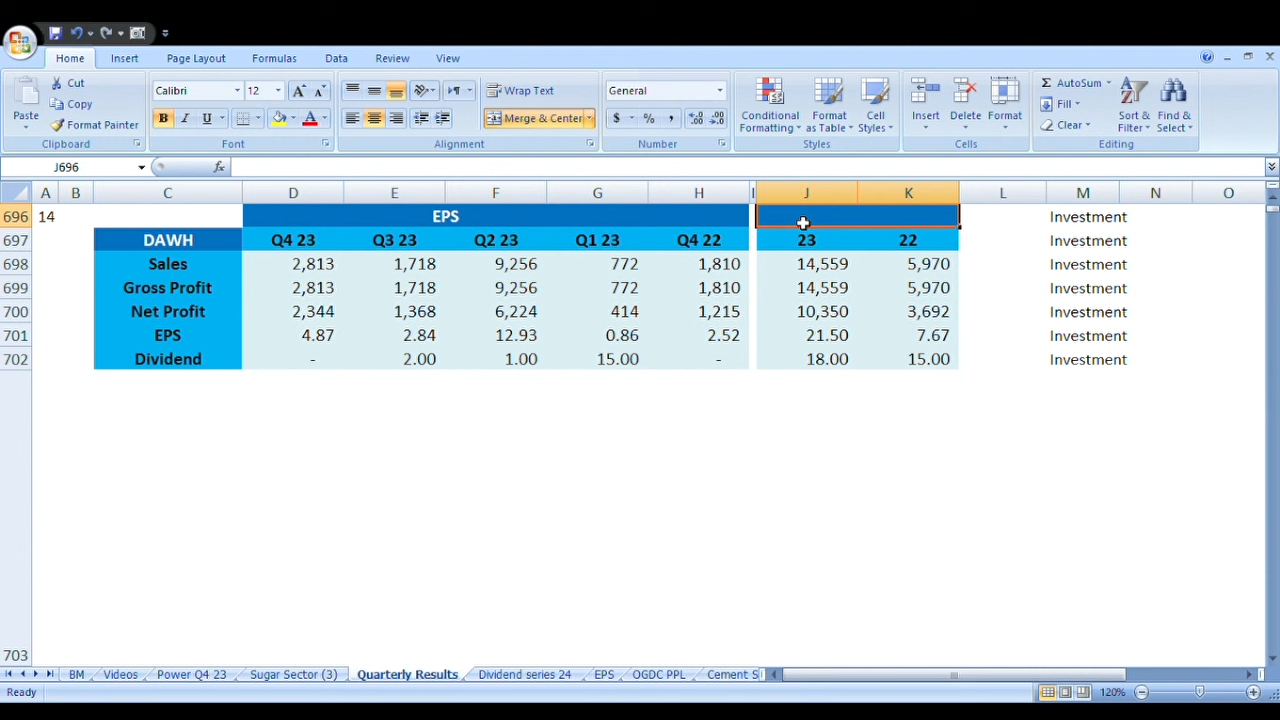 Home Insert Page Layout Formulas Data Review View
Cut
Copy
Format Painter
Paste
Clipboard
Calibri 12
B I U
Font
Wrap Text
Merge & Center
Alignment
General
$ % ,
Number
Conditional Formatting
Format as Table
Cell Styles
Styles
Insert Delete Format
Cells
Σ AutoSum
Fill
Clear
Sort & Filter
Find & Select
Editing
J696 fx
A B C D E F G H I J K L M N O
696 14 EPS Investment
697 DAWH Q4 23 Q3 23 Q2 23 Q1 23 Q4 22 23 22 Investment
698 Sales 2,813 1,718 9,256 772 1,810 14,559 5,970 Investment
699 Gross Profit 2,813 1,718 9,256 772 1,810 14,559 5,970 Investment
700 Net Profit 2,344 1,368 6,224 414 1,215 10,350 3,692 Investment
701 EPS 4.87 2.84 12.93 0.86 2.52 21.50 7.67 Investment
702 Dividend - 2.00 1.00 15.00 - 18.00 15.00 Investment
703
BM Videos Power Q4 23 Sugar Sector (3) Quarterly Results Dividend series 24 EPS OGDC PPL Cement S
Ready 120%